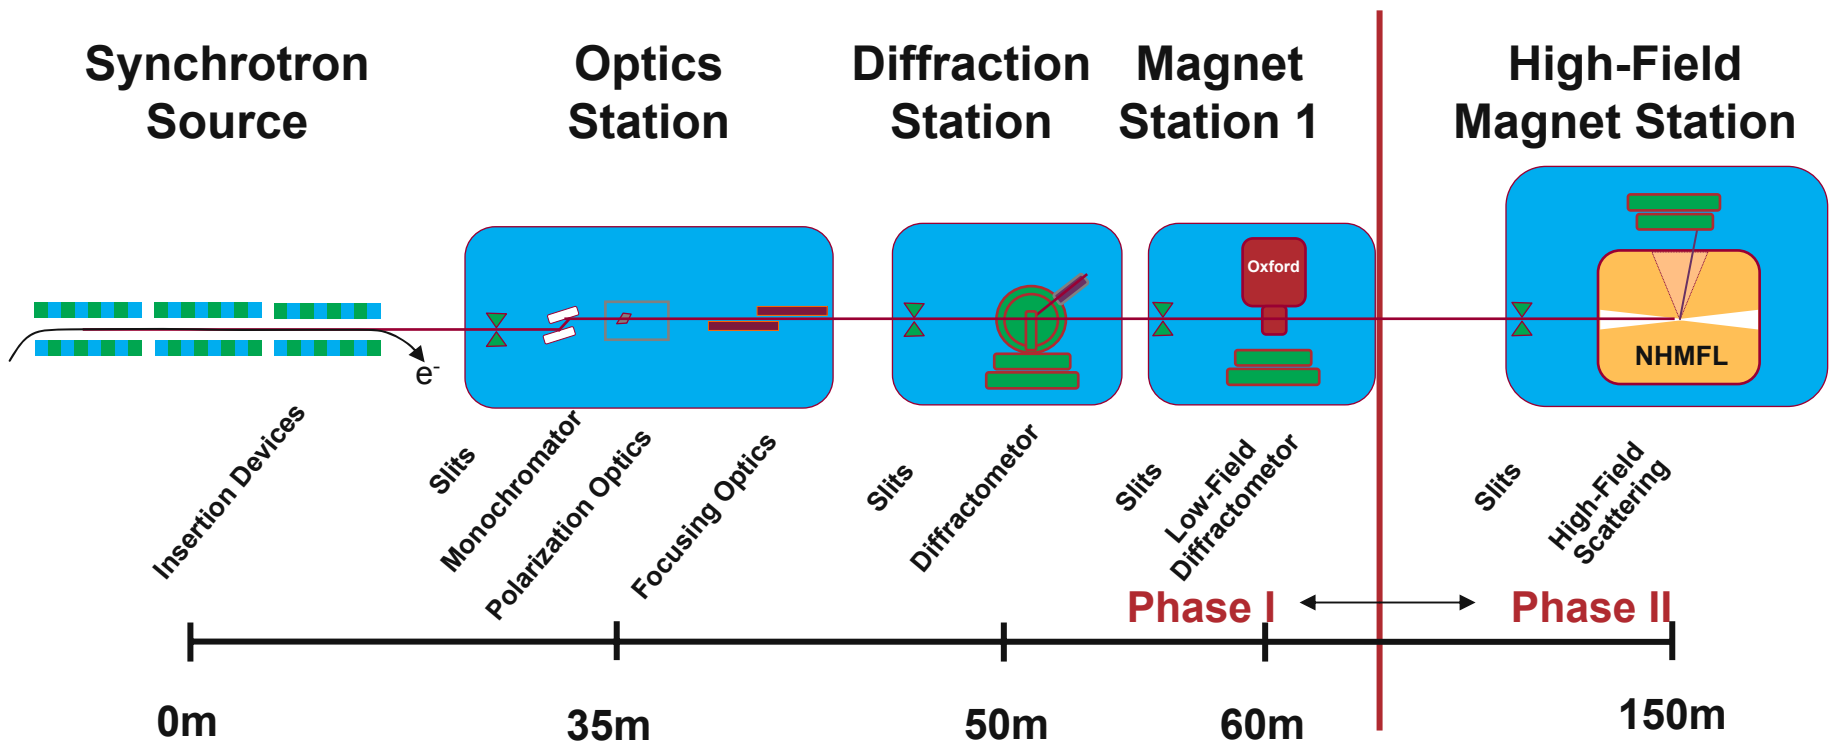 Synchrotron
Source
Optics
Station
Diffraction
Station
Magnet
Station 1
High-Field
Magnet Station
Oxford
NHMFL
e-
Insertion Devices
Slits
Monochromator
Polarization Optics
Focusing Optics
Slits
Diffractometor
Slits
Low-Field
Diffractometor
Slits
High-Field
Scattering
Phase I
Phase II
0m
35m
50m
60m
150m